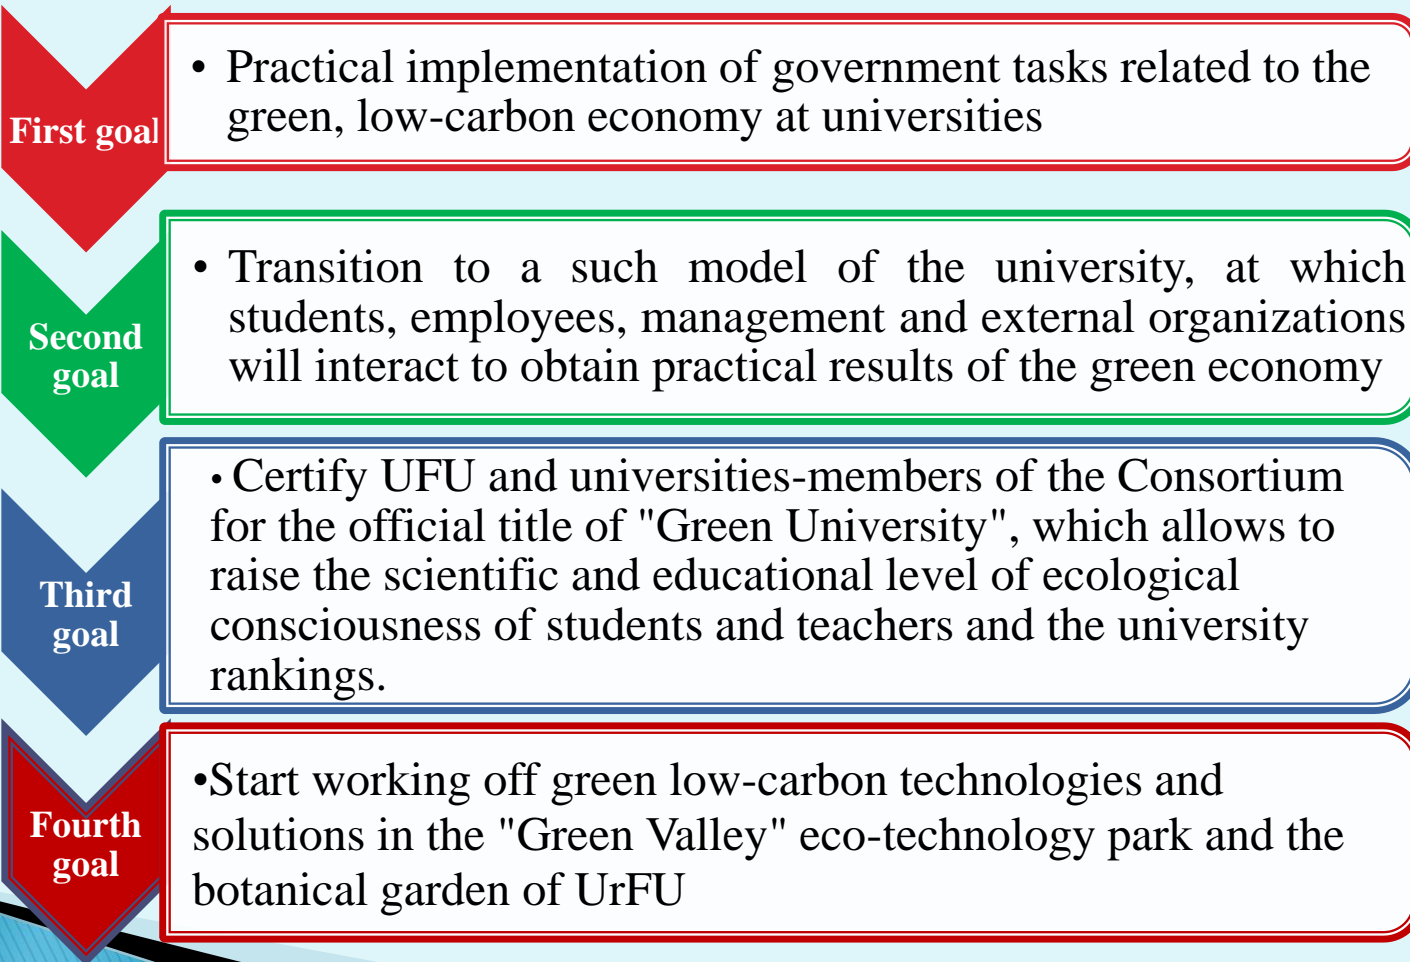 First goal
• Practical implementation of government tasks related to the
green, low-carbon economy at universities
Second
goal
• Transition to a such model of the university, at which
students, employees, management and external organizations
will interact to obtain practical results of the green economy
Third
goal
• Certify UFU and universities-members of the Consortium
for the official title of "Green University", which allows to
raise the scientific and educational level of ecological
consciousness of students and teachers and the university
rankings.
Fourth
goal
•Start working off green low-carbon technologies and
solutions in the "Green Valley" eco-technology park and the
botanical garden of UrFU